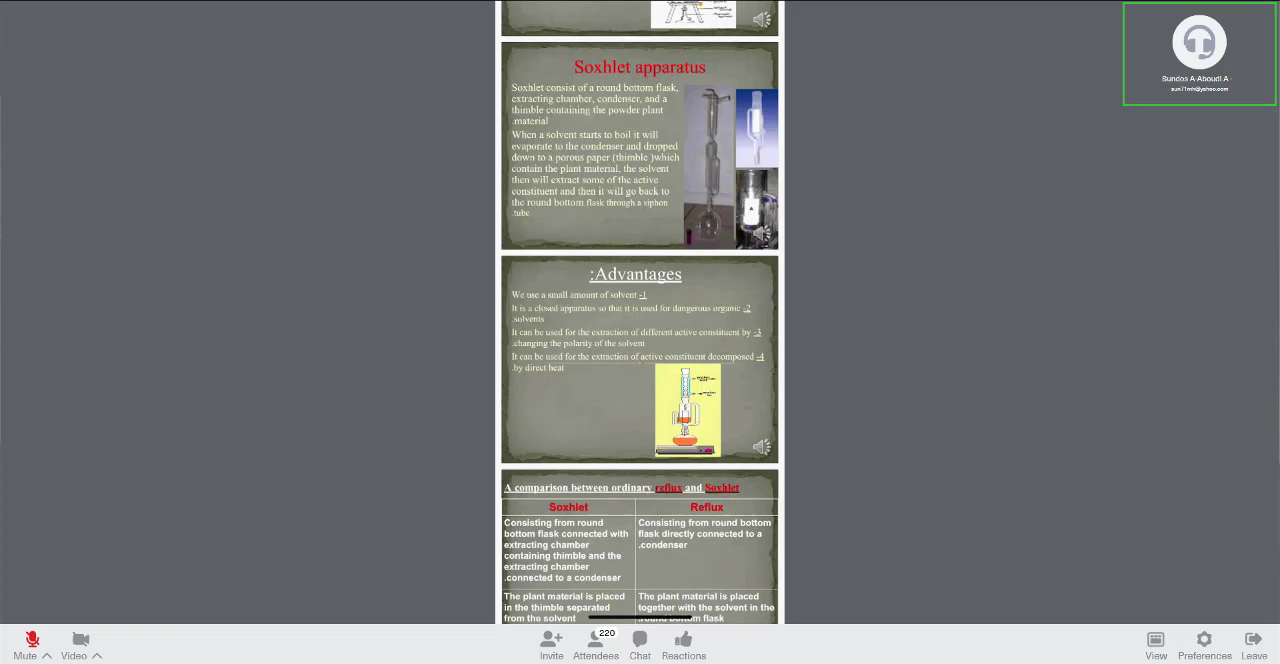 Soxhlet apparatus
Soxhlet consist of a round bottom flask,
extracting chamber, condenser, and a
thimble containing the powder plant
.material
When a solvent starts to boil it will
evaporate to the condenser and dropped
down to a porous paper (thimble )which
contain the plant material, the solvent
then will extract some of the active
constituent and then it will go back to
the round bottom flask through a siphon
.tube
:Advantages
We use a small amount of solvent -1
It is a closed apparatus so that it is used for dangerous organic -2
.solvents
It can be used for the extraction of different active constituent by -3
.changing the polarity of the solvent
It can be used for the extraction of active constituent decomposed -4
.by direct heat
A comparison between ordinary reflux and Soxhlet
Soxhlet
Reflux
Consisting from round
bottom flask connected with
extracting chamber
containing thimble and the
extracting chamber
.connected to a condenser
Consisting from round bottom
flask directly connected to a
.condenser
The plant material is placed
in the thimble separated
from the solvent
The plant material is placed
together with the solvent in the
.round bottom flask
Sundos A-Aboudi A -
sun71mh@yahoo.com
Mute
Video
Invite
220
Attendees
Chat
Reactions
View
Preferences
Leave